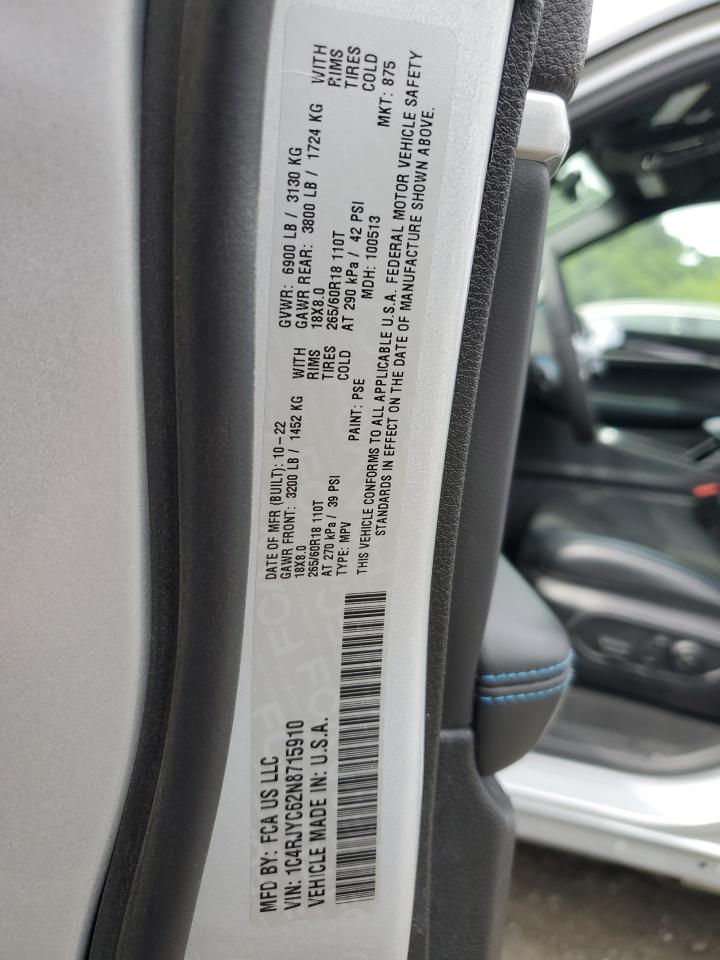 MFD BY: FCA US LLC
VIN: 1C4RJYC62N8715910
VEHICLE MADE IN: U.S.A.
DATE OF MFR (BUILT): 10-22
GAWR FRONT: 3200 LB / 1452 KG WITH
18X8.0 RIMS
265/60R18 110T TIRES
AT 270 kPa / 39 PSI COLD
TYPE: MPV PAINT: PSE
GVWR: 6900 LB / 3130 KG
GAWR REAR: 3800 LB / 1724 KG WITH
18X8.0 RIMS
265/60R18 110T TIRES
AT 290 kPa / 42 PSI COLD
MDH: 100513 MKT: 875
THIS VEHICLE CONFORMS TO ALL APPLICABLE U.S.A. FEDERAL MOTOR VEHICLE SAFETY
STANDARDS IN EFFECT ON THE DATE OF MANUFACTURE SHOWN ABOVE.